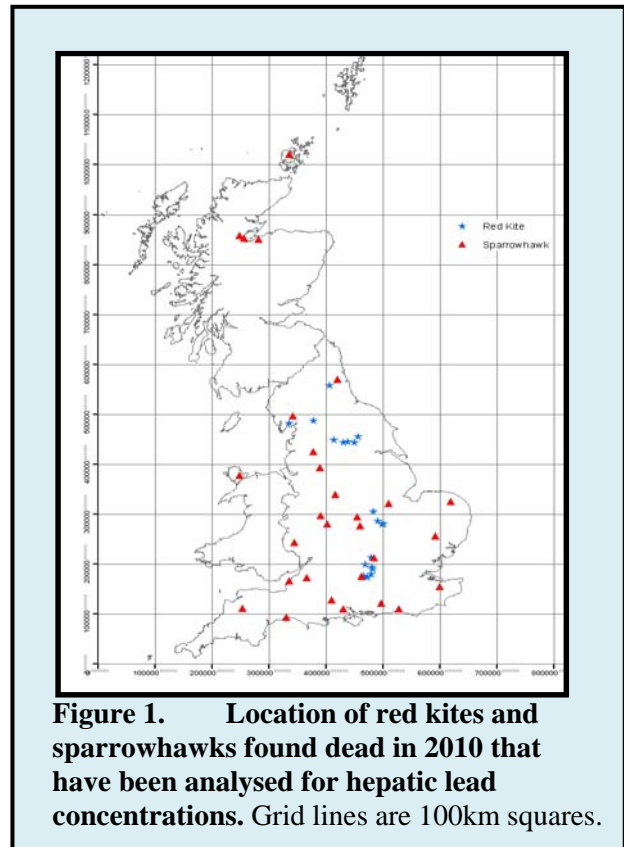 1200000
1100000
1000000
900000
800000
700000
600000
500000
400000
300000
200000
100000
0
Red Kite
Sparrowhawk
0 100000 200000 300000 400000 500000 600000 700000 800000
Figure 1. Location of red kites and
sparrowhawks found dead in 2010 that
have been analysed for hepatic lead
concentrations. Grid lines are 100km squares.